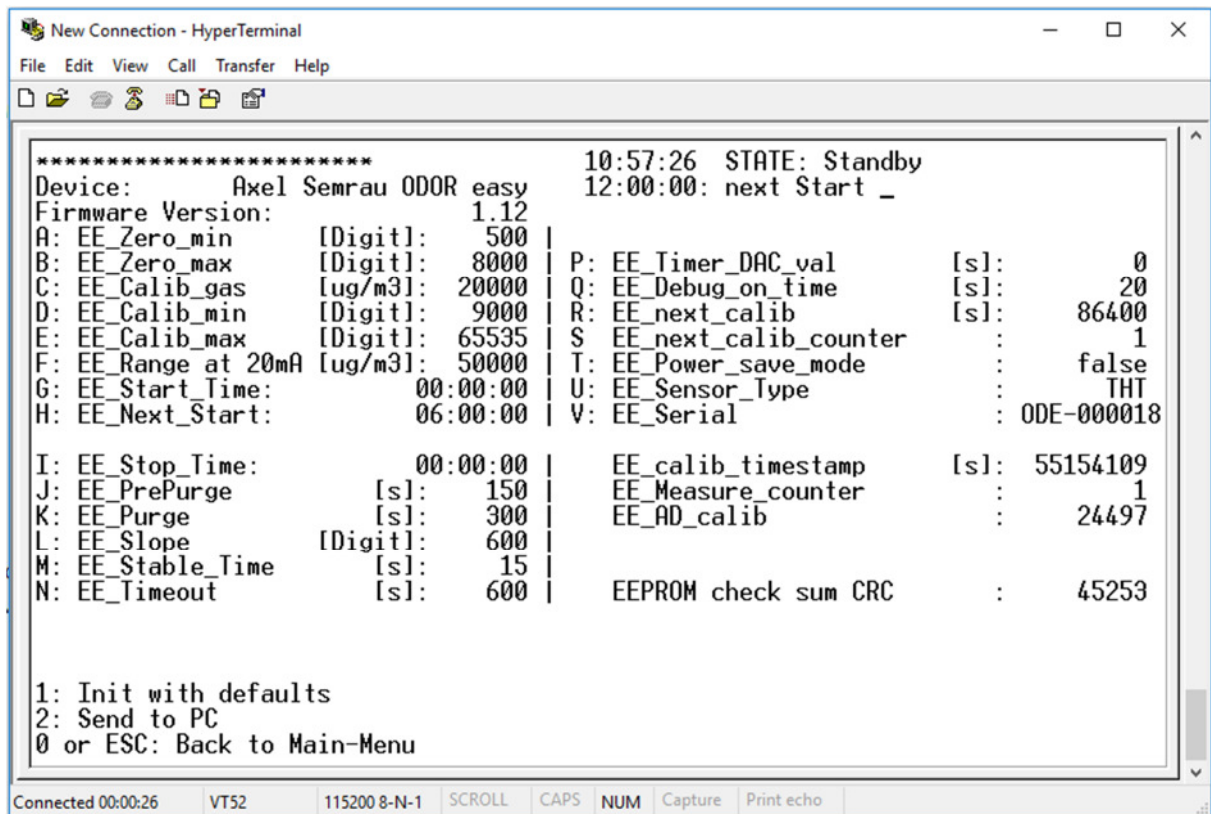 New Connection - HyperTerminal
File Edit View Call Transfer Help
************************ 10:57:26 STATE: Standby
Device: Axel Semrau ODOR easy 12:00:00: next Start _
Firmware Version: 1.12
A: EE_Zero_min [Digit]: 500 |
B: EE_Zero_max [Digit]: 8000 | P: EE_Timer_DAC_val [s]: 0
C: EE_Calib_gas [ug/m3]: 20000 | Q: EE_Debug_on_time [s]: 20
D: EE_Calib_min [Digit]: 9000 | R: EE_next_calib [s]: 86400
E: EE_Calib_max [Digit]: 65535 | S EE_next_calib_counter : 1
F: EE_Range at 20mA [ug/m3]: 50000 | T: EE_Power_save_mode : false
G: EE_Start_Time: 00:00:00 | U: EE_Sensor_Type : THT
H: EE_Next_Start: 06:00:00 | V: EE_Serial : ODE-000018
I: EE_Stop_Time: 00:00:00 | EE_calib_timestamp [s]: 55154109
J: EE_PrePurge [s]: 150 | EE_Measure_counter : 1
K: EE_Purge [s]: 300 | EE_AD_calib : 24497
L: EE_Slope [Digit]: 600 |
M: EE_Stable_Time [s]: 15 |
N: EE_Timeout [s]: 600 | EEPROM check sum CRC : 45253
1: Init with defaults
2: Send to PC
0 or ESC: Back to Main-Menu
Connected 00:00:26 VT52 115200 8-N-1 SCROLL CAPS NUM Capture Print echo